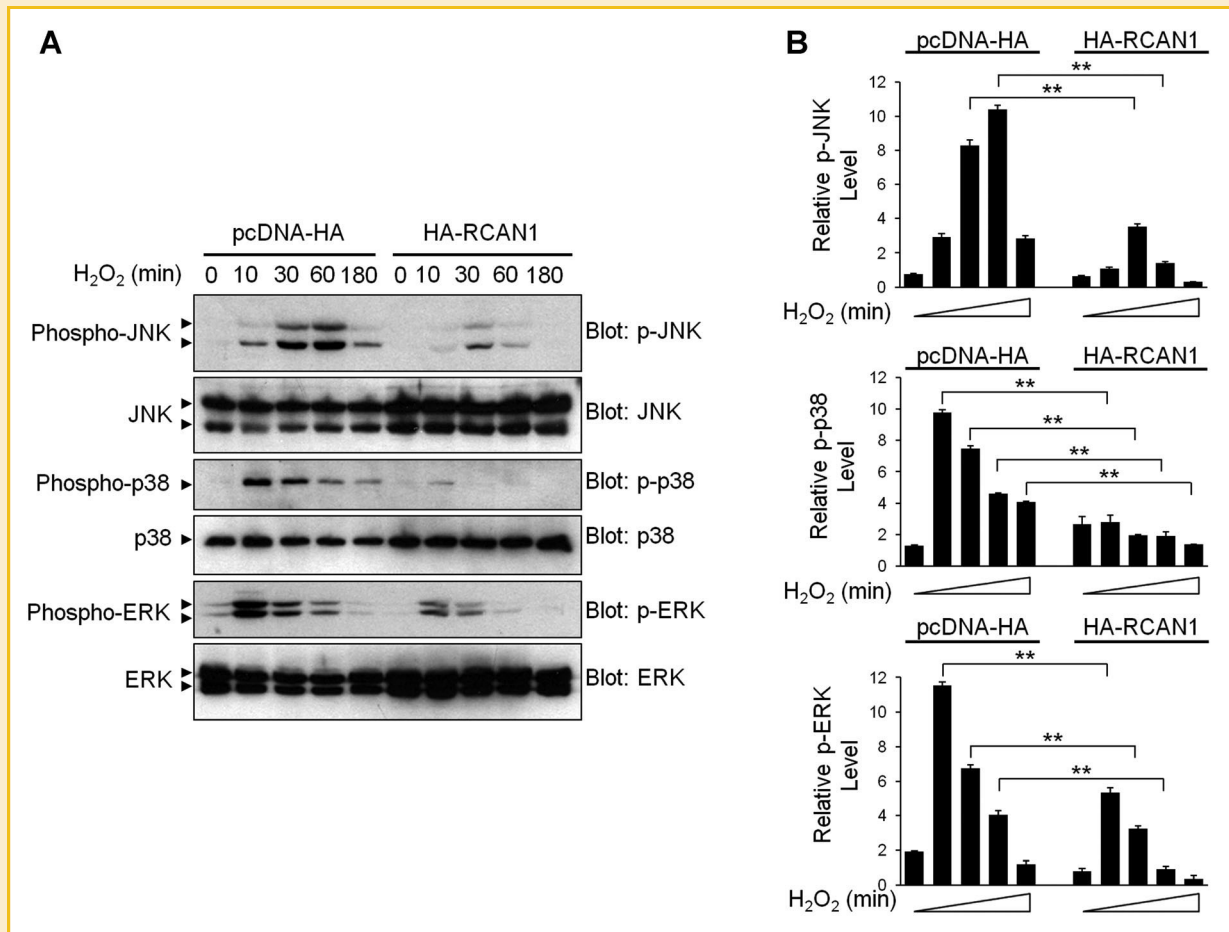 A
pcDNA-HA HA-RCAN1
H₂O₂ (min) 0 10 30 60 180 0 10 30 60 180
Phospho-JNK Blot: p-JNK
JNK Blot: JNK
Phospho-p38 Blot: p-p38
p38 Blot: p38
Phospho-ERK Blot: p-ERK
ERK Blot: ERK
B
pcDNA-HA HA-RCAN1
Relative p-JNK
Level
12
10
8
6
4
2
0
**
**
H₂O₂ (min)
pcDNA-HA HA-RCAN1
Relative p-p38
Level
12
10
8
6
4
2
0
**
**
**
**
H₂O₂ (min)
pcDNA-HA HA-RCAN1
Relative p-ERK
Level
12
10
8
6
4
2
0
**
**
**
H₂O₂ (min)